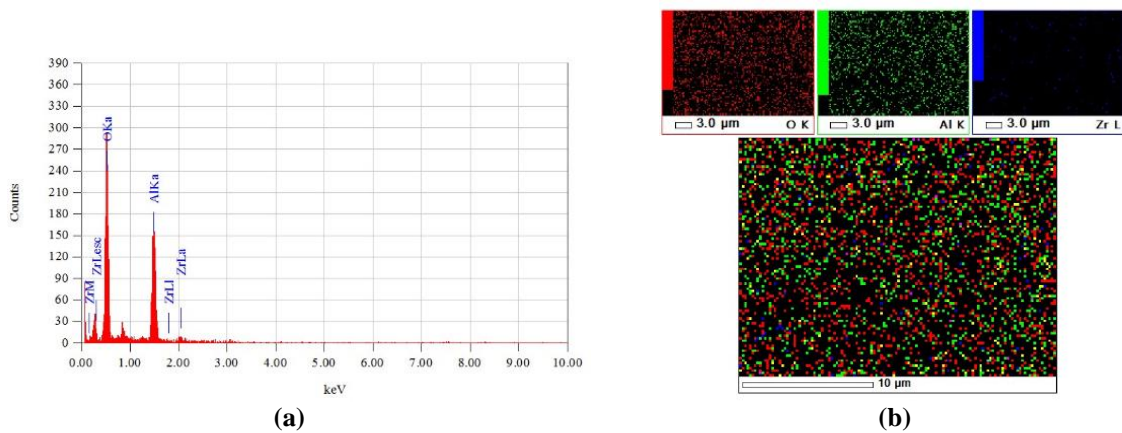 390
360
330
300
270
240
210
180
150
120
90
60
30
0
Counts
ZrM
ZrLesc
OKa
AlKa
ZrLl
ZrLa
0.00 1.00 2.00 3.00 4.00 5.00 6.00 7.00 8.00 9.00 10.00
keV
(a)
3.0 µm O K
3.0 µm Al K
3.0 µm Zr L
10 µm
(b)